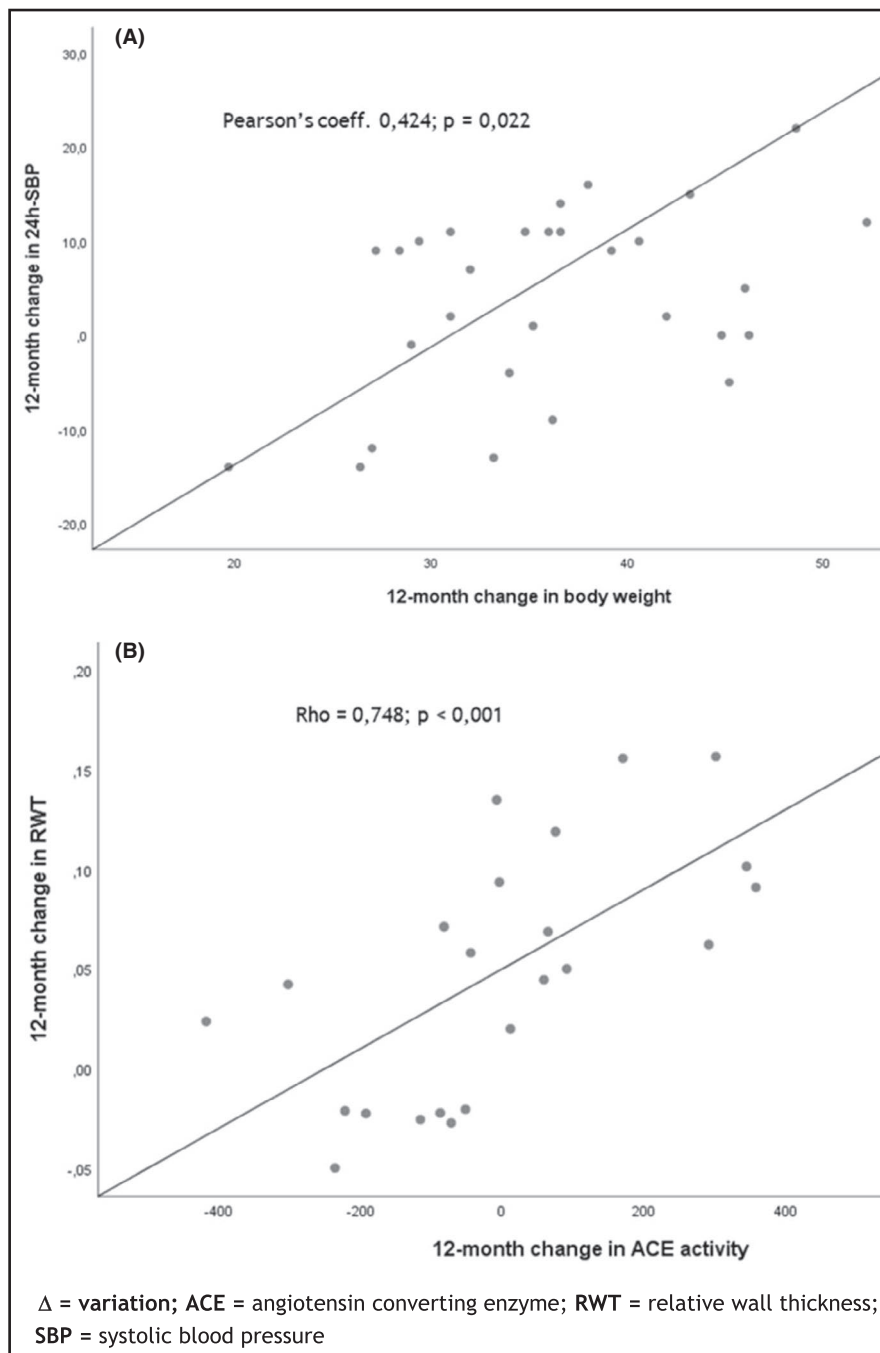 (A)
30,0
Pearson's coeff. 0,424; p = 0,022
20,0
10,0
,0
-10,0
-20,0
12-month change in 24h-SBP
20 30 40 50
12-month change in body weight
(B)
,20
Rho = 0,748; p < 0,001
,15
,10
,05
,00
-,05
12-month change in RWT
-400 -200 0 200 400
12-month change in ACE activity
Δ = variation; ACE = angiotensin converting enzyme; RWT = relative wall thickness;
SBP = systolic blood pressure